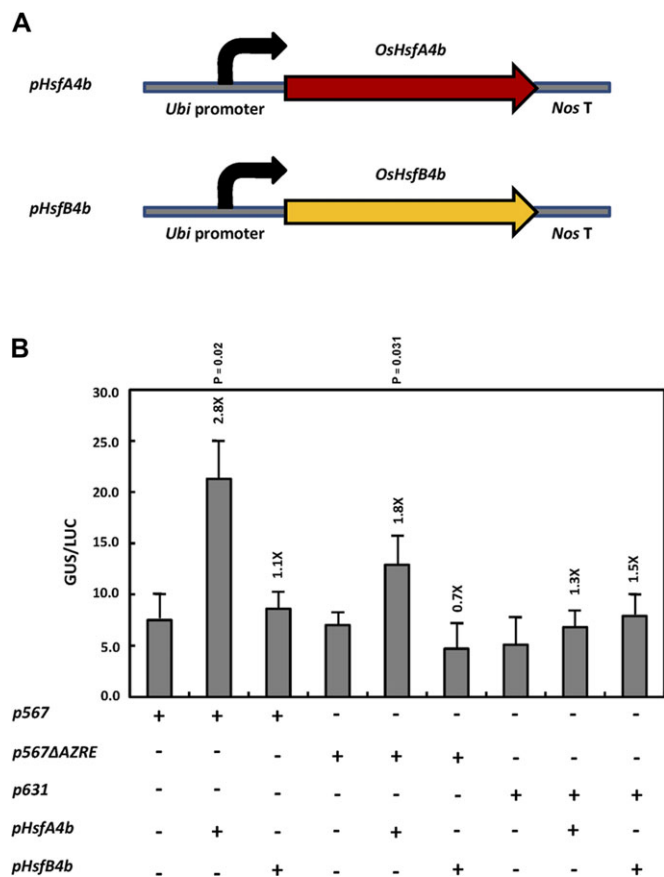 A
OsHsfA4b
pHsfA4b
Ubi promoter Nos T
OsHsfB4b
pHsfB4b
Ubi promoter Nos T
B
P = 0.02
P = 0.031
2.8X
1.1X
1.8X
0.7X
1.3X
1.5X
GUS/LUC
30.0
25.0
20.0
15.0
10.0
5.0
0.0
p567 + + + - - - - - -
p567ΔAZRE - - - + + + - - -
p631 - - - - - - + + +
pHsfA4b - + - - + - - + -
pHsfB4b - - + - - + - - +